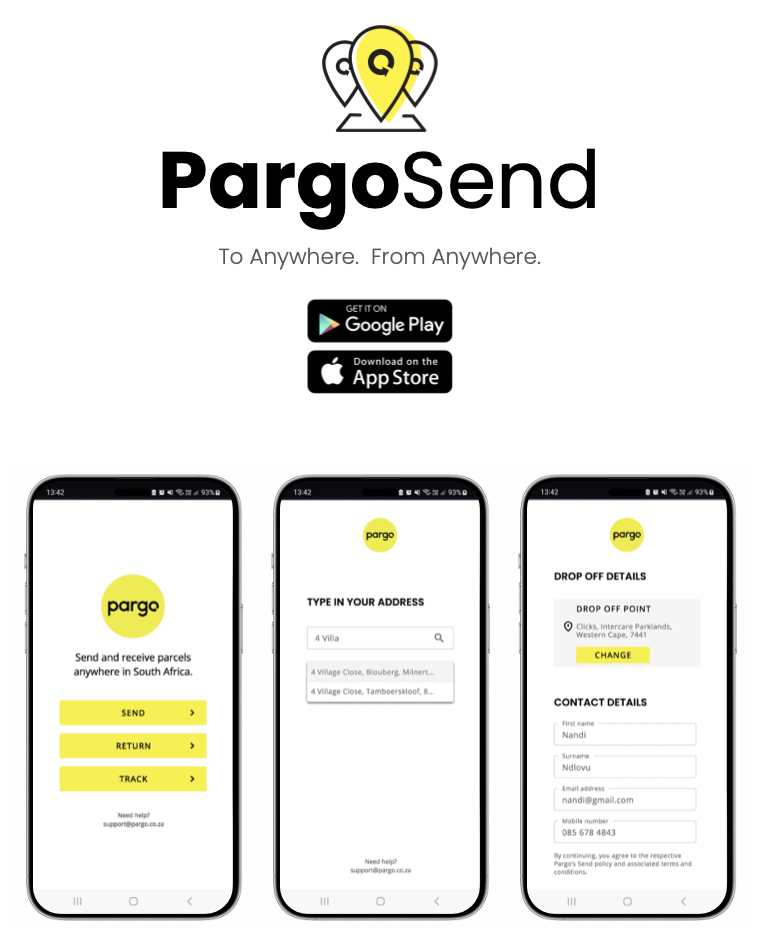 PargoSend
To Anywhere. From Anywhere.
GET IT ON
Google Play
Download on the
App Store
13:42
93%
pargo
Send and receive parcels
anywhere in South Africa.
SEND
RETURN
TRACK
Need help?
support@pargo.co.za
13:42
93%
pargo
TYPE IN YOUR ADDRESS
4 Villa
4 Village Close, Blouberg, Milnert...
4 Village Close, Tamboerskloof, 8...
Need help?
support@pargo.co.za
13:42
93%
pargo
DROP OFF DETAILS
DROP OFF POINT
Clicks, Intercare Parklands,
Western Cape, 7441
CHANGE
CONTACT DETAILS
First name
Nandi
Surname
Ndlovu
Email address
nandi@gmail.com
Mobile number
085 678 4843
By continuing, you agree to the respective
Pargo's Send policy and associated terms and
conditions.